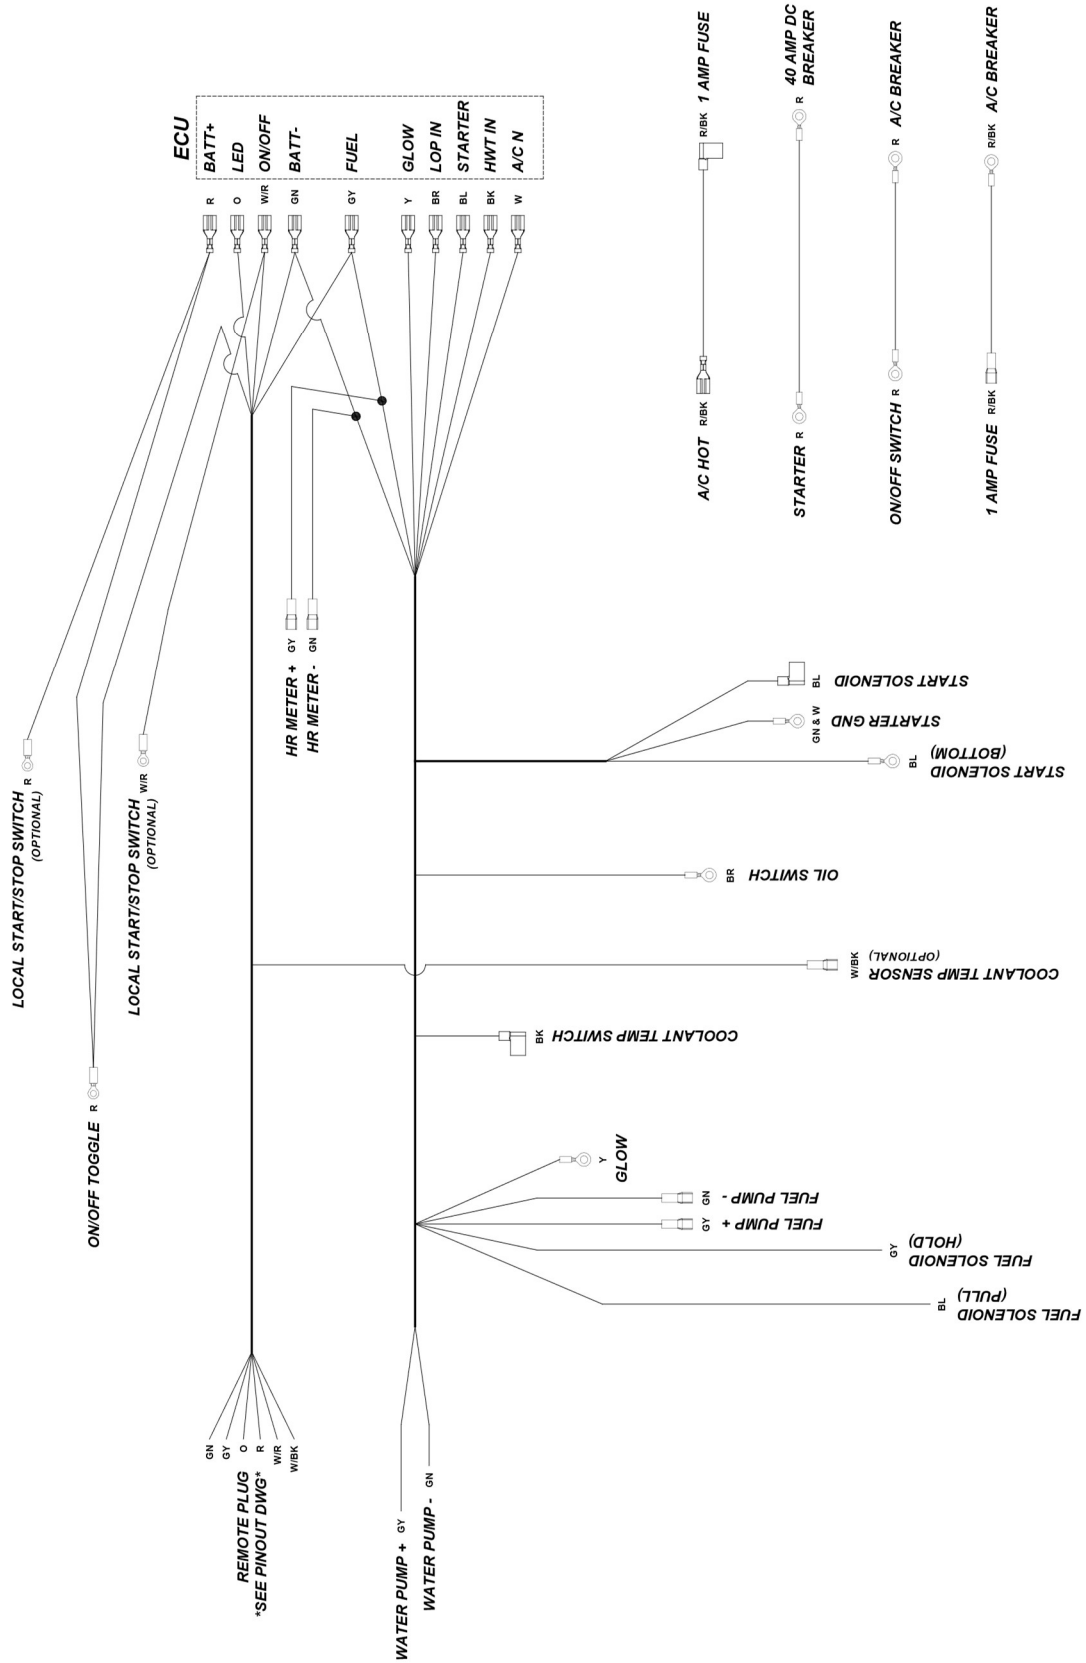 ECU
BATT+
R
LED
O
ON/OFF
W/R
BATT-
GN
FUEL
GY
GLOW
Y
LOP IN
BR
STARTER
BL
HWT IN
BK
A/C N
W
LOCAL START/STOP SWITCH R
(OPTIONAL)
ON/OFF TOGGLE R
LOCAL START/STOP SWITCH W/R
(OPTIONAL)
HR METER + GY
HR METER - GN
A/C HOT R/BK
R/BK 1 AMP FUSE
STARTER R
R 40 AMP DC
BREAKER
ON/OFF SWITCH R
R A/C BREAKER
1 AMP FUSE R/BK
R/BK A/C BREAKER
BL START SOLENOID
GN & W STARTER GND
BL START SOLENOID
(BOTTOM)
BR OIL SWITCH
W/BK COOLANT TEMP SENSOR
(OPTIONAL)
BK COOLANT TEMP SWITCH
Y
GLOW
GN FUEL PUMP -
GY FUEL PUMP +
GY FUEL SOLENOID
(HOLD)
BL FUEL SOLENOID
(PULL)
GN
GY
O
R
W/R
W/BK
REMOTE PLUG
*SEE PINOUT DWG*
WATER PUMP + GY
WATER PUMP - GN